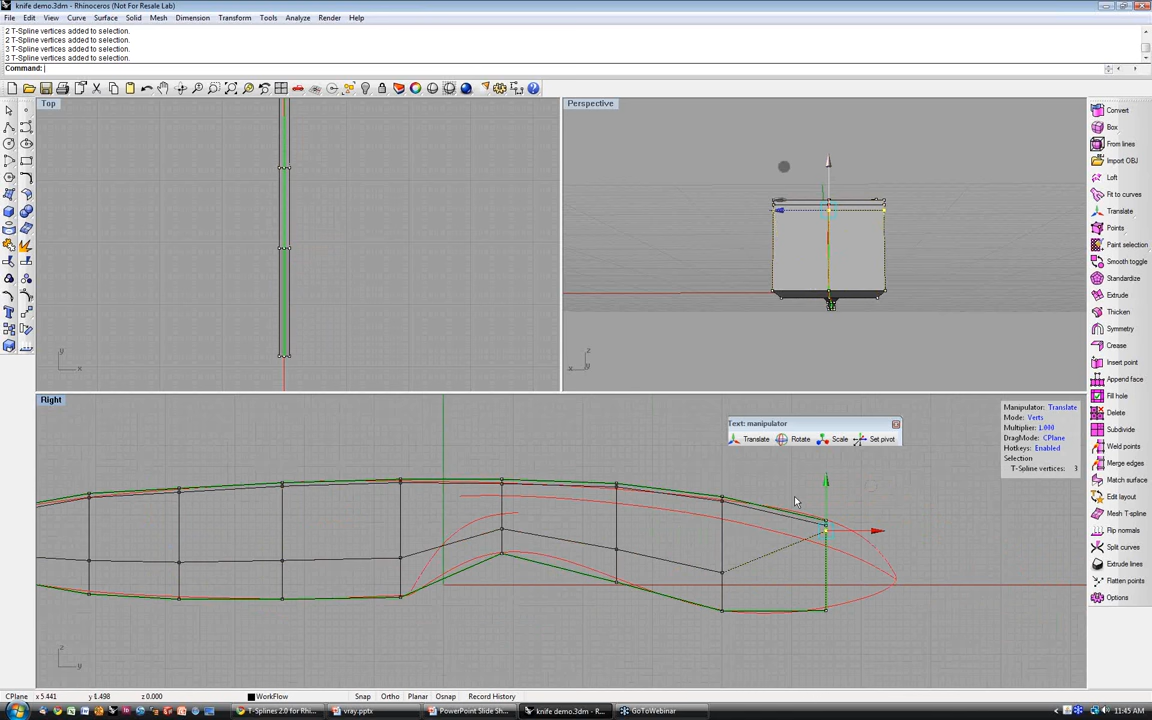 knife demo.3dm - Rhinoceros (Not For Resale Lab)
File Edit View Curve Surface Solid Mesh Dimension Transform Tools Analyze Render Help
2 T-Spline vertices added to selection.
2 T-Spline vertices added to selection.
3 T-Spline vertices added to selection.
3 T-Spline vertices added to selection.
Command:
Top
y
x
Perspective
z
x y
Convert
Box
From lines
Import OBJ
Loft
Fit to curves
Translate
Points
Paint selection
Smooth toggle
Standardize
Extrude
Thicken
Symmetry
Crease
Insert point
Append face
Fill hole
Delete
Subdivide
Weld points
Merge edges
Match surface
Edit layout
Mesh T-spline
Flip normals
Split curves
Extrude lines
Flatten points
Options
Right
z
y
Text: manipulator
Translate Rotate Scale Set pivot
Manipulator: Translate
Mode: Verts
Multiplier: 1.000
DragMode: CPlane
Hotkeys: Enabled
Selection
T-Spline vertices: 3
CPlane x 5.441 y 1.498 z 0.000 WorkFlow Snap Ortho Planar Osnap Record History
T-Splines 2.0 for Rhi... vray.pptx PowerPoint Slide Sh... knife demo.3dm - R... GoToWebinar 11:45 AM